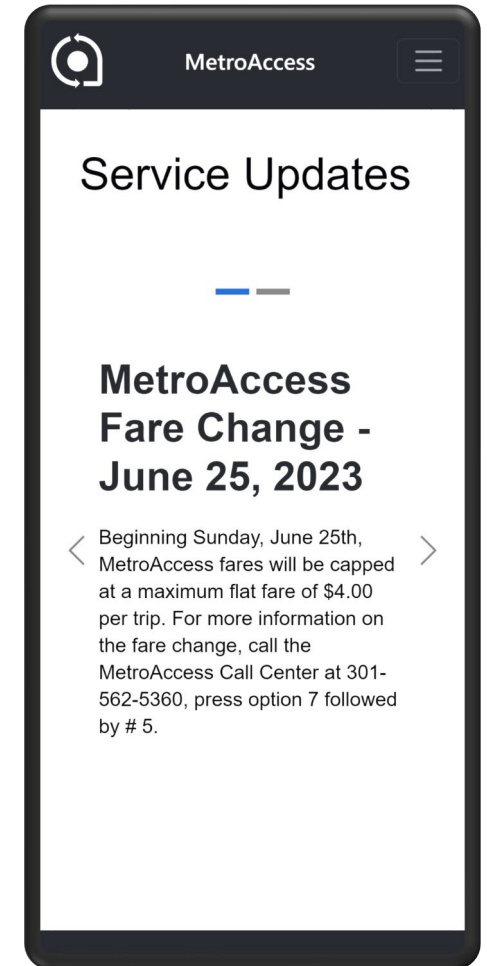 MetroAccess
Service Updates
MetroAccess
Fare Change -
June 25, 2023
Beginning Sunday, June 25th,
MetroAccess fares will be capped
at a maximum flat fare of $4.00
per trip. For more information on
the fare change, call the
MetroAccess Call Center at 301-
562-5360, press option 7 followed
by # 5.